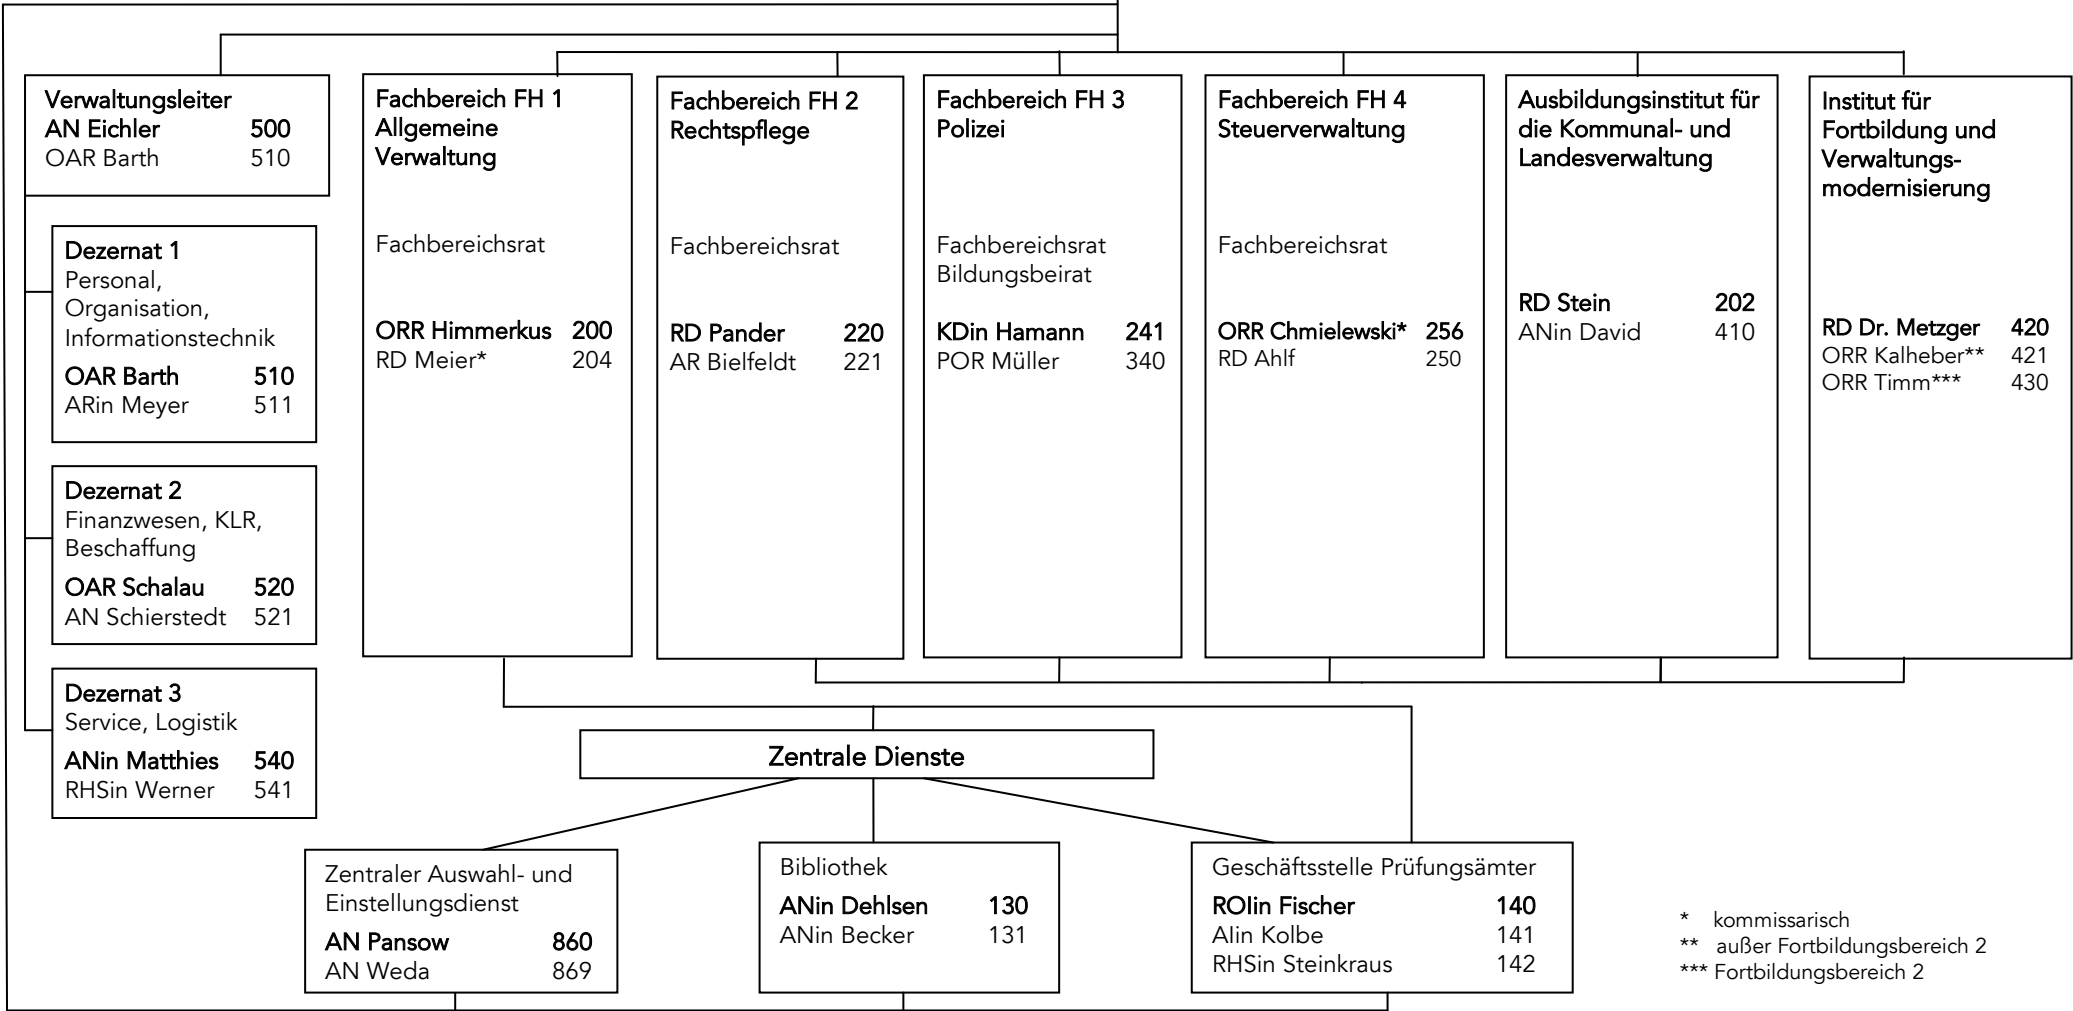 Verwaltungsleiter
AN Eichler 500
OAR Barth 510
Dezernat 1
Personal,
Organisation,
Informationstechnik
OAR Barth 510
ARin Meyer 511
Dezernat 2
Finanzwesen, KLR,
Beschaffung
OAR Schalau 520
AN Schierstedt 521
Dezernat 3
Service, Logistik
ANin Matthies 540
RHSin Werner 541
Fachbereich FH 1
Allgemeine
Verwaltung
Fachbereichsrat
ORR Himmerkus 200
RD Meier* 204
Fachbereich FH 2
Rechtspflege
Fachbereichsrat
RD Pander 220
AR Bielfeldt 221
Fachbereich FH 3
Polizei
Fachbereichsrat
Bildungsbeirat
KDin Hamann 241
POR Müller 340
Fachbereich FH 4
Steuerverwaltung
Fachbereichsrat
ORR Chmielewski* 256
RD Ahlf 250
Ausbildungsinstitut für
die Kommunal- und
Landesverwaltung
RD Stein 202
ANin David 410
Institut für
Fortbildung und
Verwaltungs-
modernisierung
RD Dr. Metzger 420
ORR Kalheber** 421
ORR Timm*** 430
Zentrale Dienste
Zentraler Auswahl- und
Einstellungsdienst
AN Pansow 860
AN Weda 869
Bibliothek
ANin Dehlsen 130
ANin Becker 131
Geschäftsstelle Prüfungsämter
ROIin Fischer 140
AIin Kolbe 141
RHSin Steinkraus 142
* kommissarisch
** außer Fortbildungsbereich 2
*** Fortbildungsbereich 2